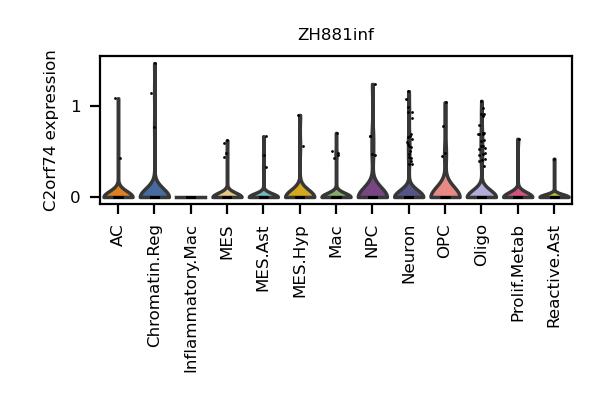 ZH881inf
C2orf74 expression
1
0
AC
Chromatin.Reg
Inflammatory.Mac
MES
MES.Ast
MES.Hyp
Mac
NPC
Neuron
OPC
Oligo
Prolif.Metab
Reactive.Ast